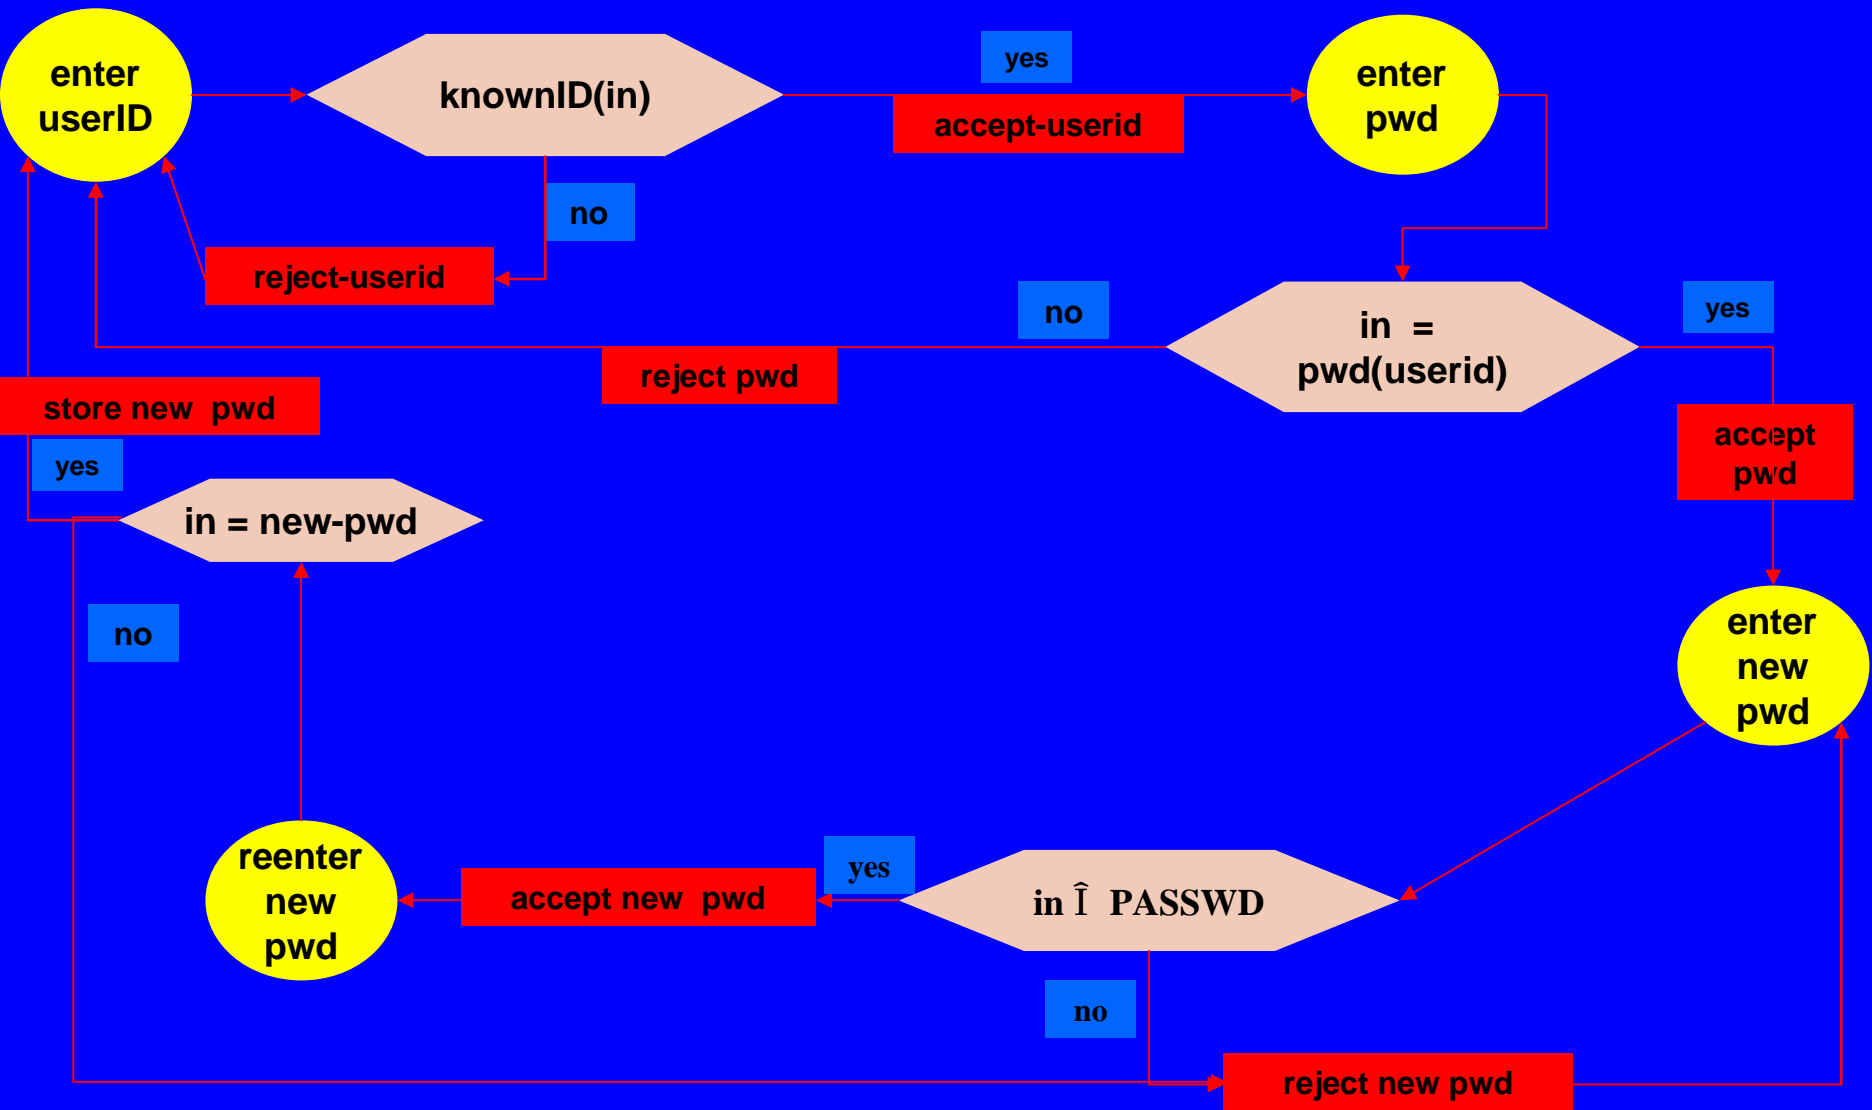 enter
userID
knownID(in)
yes
accept-userid
enter
pwd
no
reject-userid
no
in  =
pwd(userid)
yes
reject pwd
store new  pwd
accept
pwd
yes
in = new-pwd
no
enter
new
pwd
reenter
new
pwd
accept new  pwd
yes
in Î  PASSWD
no
reject new pwd